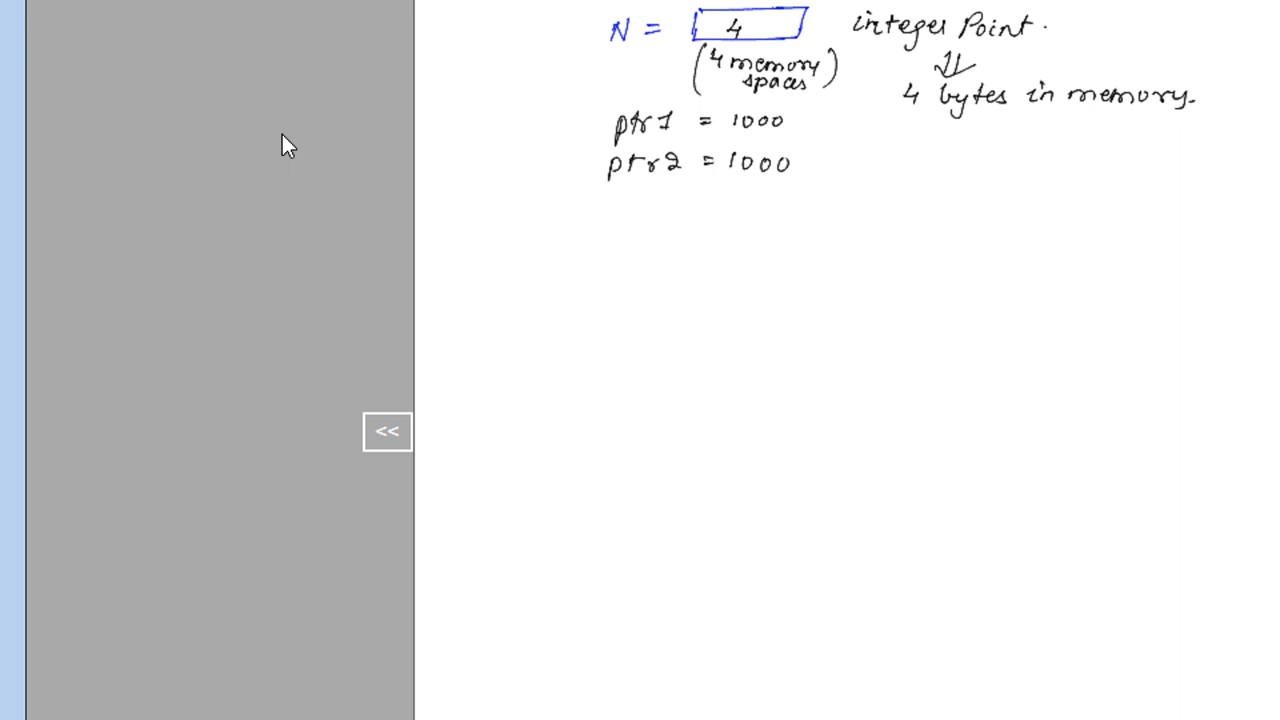 N = 4 integer Point.
(4 memory spaces)
4 bytes in memory.
ptr1 = 1000
ptr2 = 1000
<<